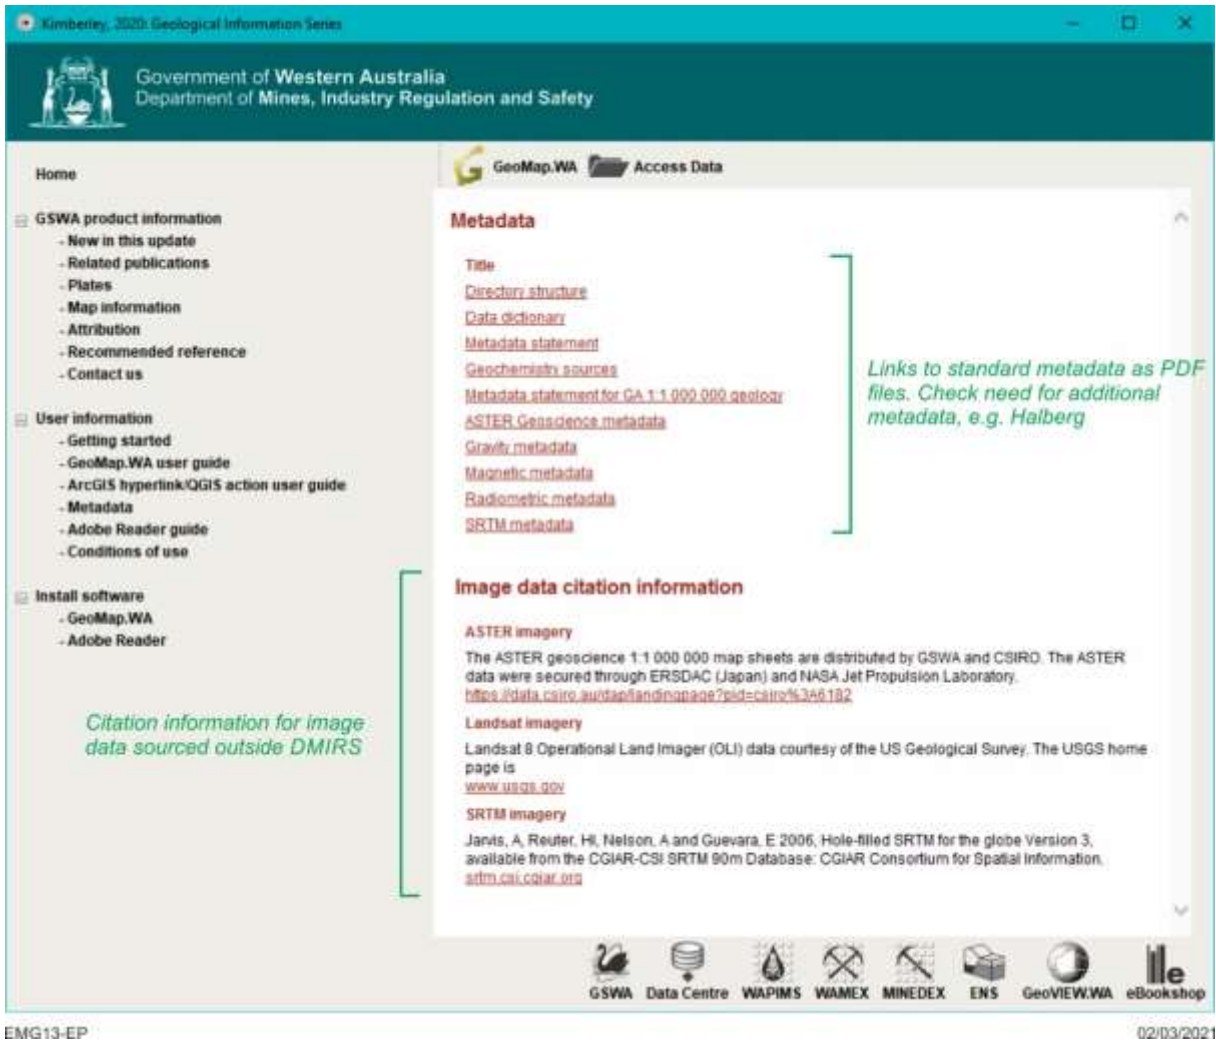 Kimberley, 2020: Geological Information Series
Government of Western Australia
Department of Mines, Industry Regulation and Safety
Home
GSWA product information
- New in this update
- Related publications
- Plates
- Map information
- Attribution
- Recommended reference
- Contact us
User information
- Getting started
- GeoMap.WA user guide
- ArcGIS hyperlink/QGIS action user guide
- Metadata
- Adobe Reader guide
- Conditions of use
Install software
- GeoMap.WA
- Adobe Reader
GeoMap.WA Access Data
Metadata
Title
Directory structure
Data dictionary
Metadata statement
Geochemistry sources
Metadata statement for GA 1:1 000 000 geology
ASTER Geoscience metadata
Gravity metadata
Magnetic metadata
Radiometric metadata
SRTM metadata
Links to standard metadata as PDF
files. Check need for additional
metadata, e.g. Halberg
Image data citation information
ASTER imagery
The ASTER geoscience 1:1 000 000 map sheets are distributed by GSWA and CSIRO. The ASTER
data were secured through ERSDAC (Japan) and NASA Jet Propulsion Laboratory.
https://data.csiro.au/dap/landingpage?pid=csiro%3A6182
Landsat imagery
Landsat 8 Operational Land Imager (OLI) data courtesy of the US Geological Survey. The USGS home
page is
www.usgs.gov
SRTM imagery
Jarvis, A, Reuter, HI, Nelson, A and Guevara, E 2006, Hole-filled SRTM for the globe Version 3,
available from the CGIAR-CSI SRTM 90m Database: CGIAR Consortium for Spatial Information.
srtm.csi.cgiar.org
Citation information for image
data sourced outside DMIRS
GSWA Data Centre WAPIMS WAMEX MINEDEX ENS GeoVIEW.WA eBookshop
EMG13-EP
02/03/2021